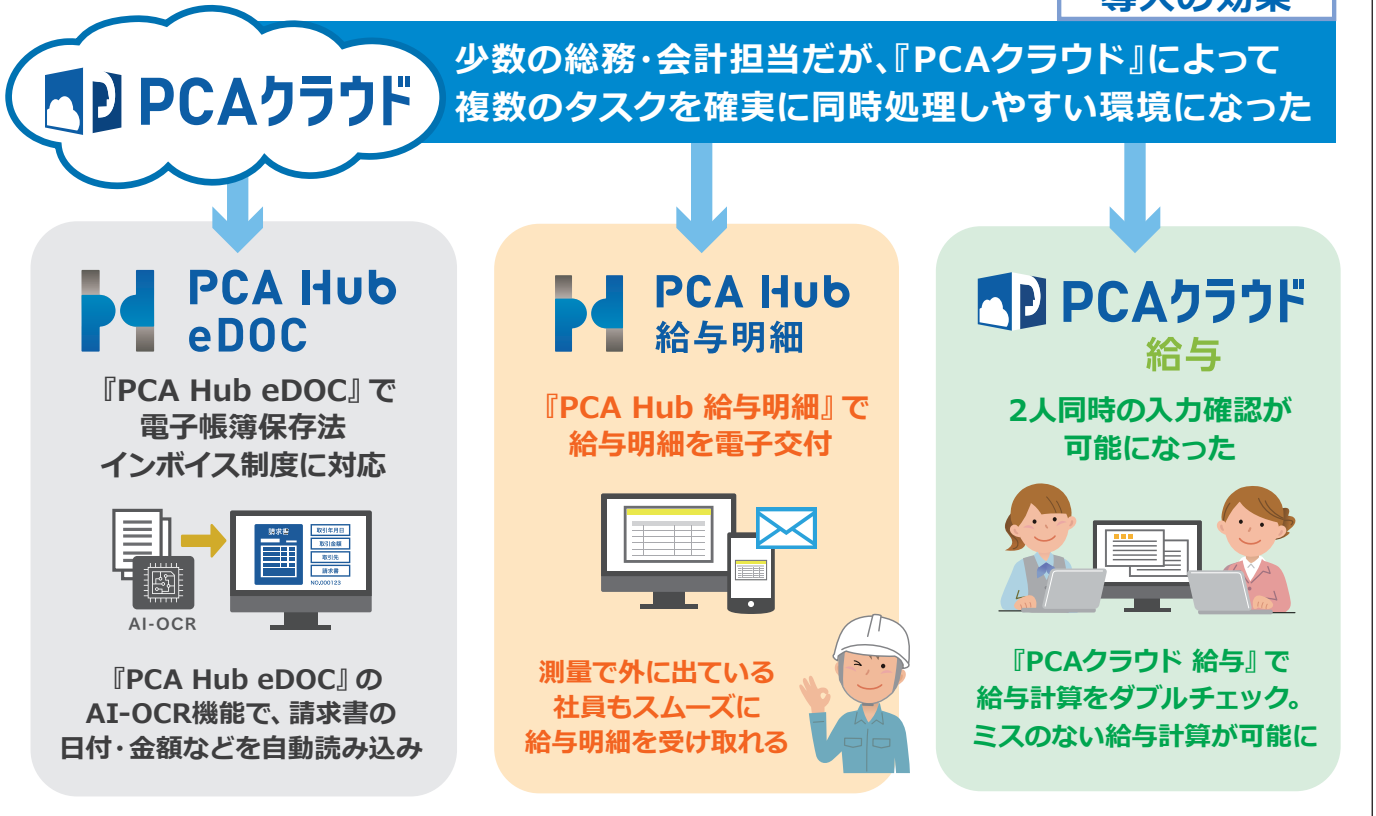 導入の効果
PCAクラウド
少数の総務・会計担当だが、『PCAクラウド』によって
複数のタスクを確実に同時処理しやすい環境になった
PCA Hub
eDOC
『PCA Hub eDOC』で
電子帳簿保存法
インボイス制度に対応
請求書
取引年月日
取引金額
取引先
請求書
NO,000123
AI-OCR
『PCA Hub eDOC』の
AI-OCR機能で、請求書の
日付・金額などを自動読み込み
PCA Hub
給与明細
『PCA Hub 給与明細』で
給与明細を電子交付
測量で外に出ている
社員もスムーズに
給与明細を受け取れる
PCAクラウド
給与
2人同時の入力確認が
可能になった
『PCAクラウド 給与』で
給与計算をダブルチェック。
ミスのない給与計算が可能に